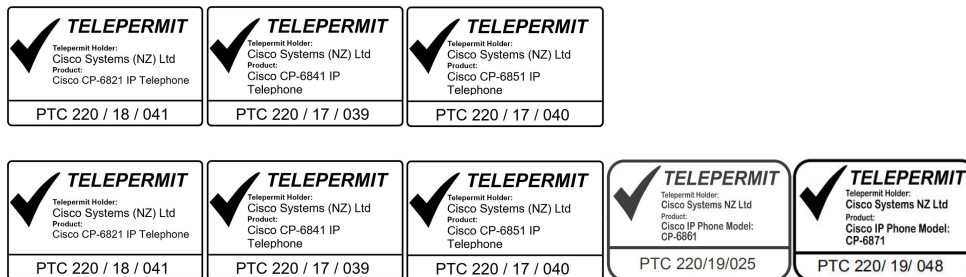 TELEPERMIT
Telepermit Holder:
Cisco Systems (NZ) Ltd
Product:
Cisco CP-6821 IP Telephone
PTC 220 / 18 / 041
TELEPERMIT
Telepermit Holder:
Cisco Systems (NZ) Ltd
Product:
Cisco CP-6841 IP
Telephone
PTC 220 / 17 / 039
TELEPERMIT
Telepermit Holder:
Cisco Systems (NZ) Ltd
Product:
Cisco CP-6851 IP
Telephone
PTC 220 / 17 / 040
TELEPERMIT
Telepermit Holder:
Cisco Systems (NZ) Ltd
Product:
Cisco CP-6821 IP Telephone
PTC 220 / 18 / 041
TELEPERMIT
Telepermit Holder:
Cisco Systems (NZ) Ltd
Product:
Cisco CP-6841 IP
Telephone
PTC 220 / 17 / 039
TELEPERMIT
Telepermit Holder:
Cisco Systems (NZ) Ltd
Product:
Cisco CP-6851 IP
Telephone
PTC 220 / 17 / 040
TELEPERMIT
Telepermit Holder:
Cisco Systems NZ Ltd
Product:
Cisco IP Phone Model:
CP-6861
PTC 220/19/025
TELEPERMIT
Telepermit Holder:
Cisco Systems NZ Ltd
Product:
Cisco IP Phone Model:
CP-6871
PTC 220/ 19/ 048